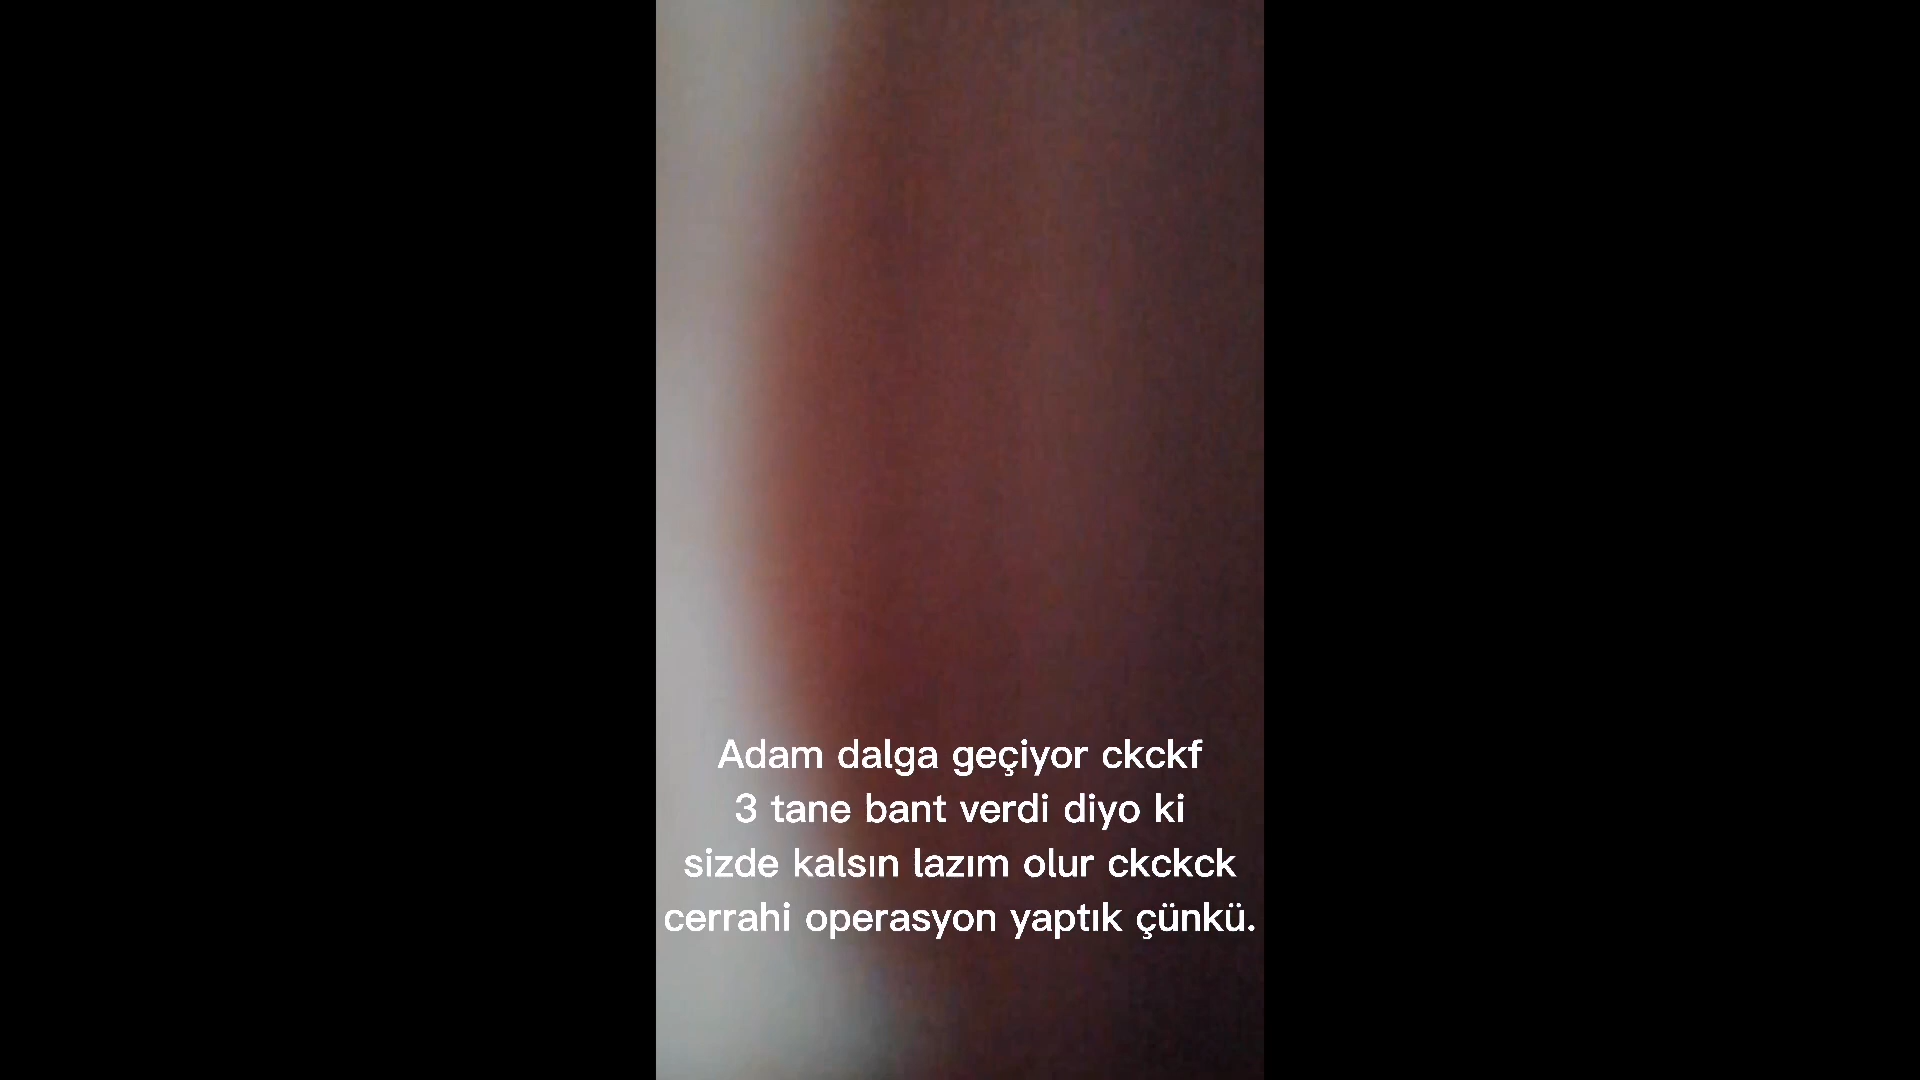 Adam dalga geçiyor ckckf
3 tane bant verdi diyo ki
sizde kalsın lazım olur ckckck
cerrahi operasyon yaptık çünkü.